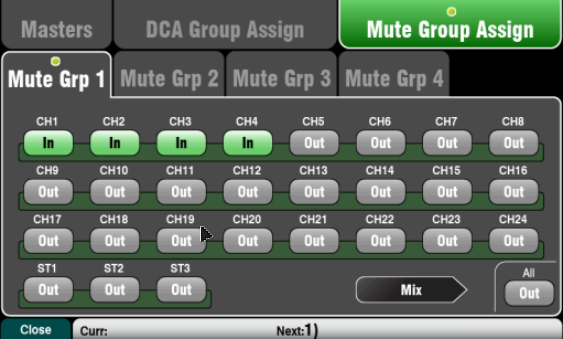 Masters DCA Group Assign Mute Group Assign
Mute Grp 1 Mute Grp 2 Mute Grp 3 Mute Grp 4
CH1 CH2 CH3 CH4 CH5 CH6 CH7 CH8
In In In In Out Out Out Out
CH9 CH10 CH11 CH12 CH13 CH14 CH15 CH16
Out Out Out Out Out Out Out Out
CH17 CH18 CH19 CH20 CH21 CH22 CH23 CH24
Out Out Out Out Out Out Out Out
ST1 ST2 ST3 All
Out Out Out Mix Out
Close Curr: Next:1)